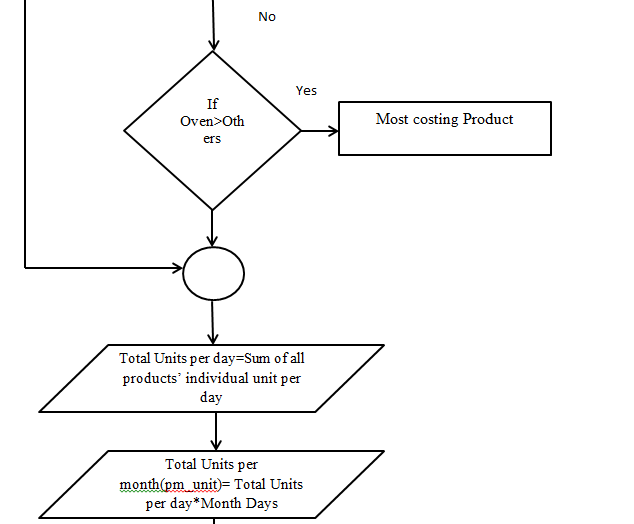 No
Yes
If
Oven>Oth
ers
Most costing Product
Total Units per day=Sum of all
products’ individual unit per
day
Total Units per
month(pm_unit)= Total Units
per day*Month Days